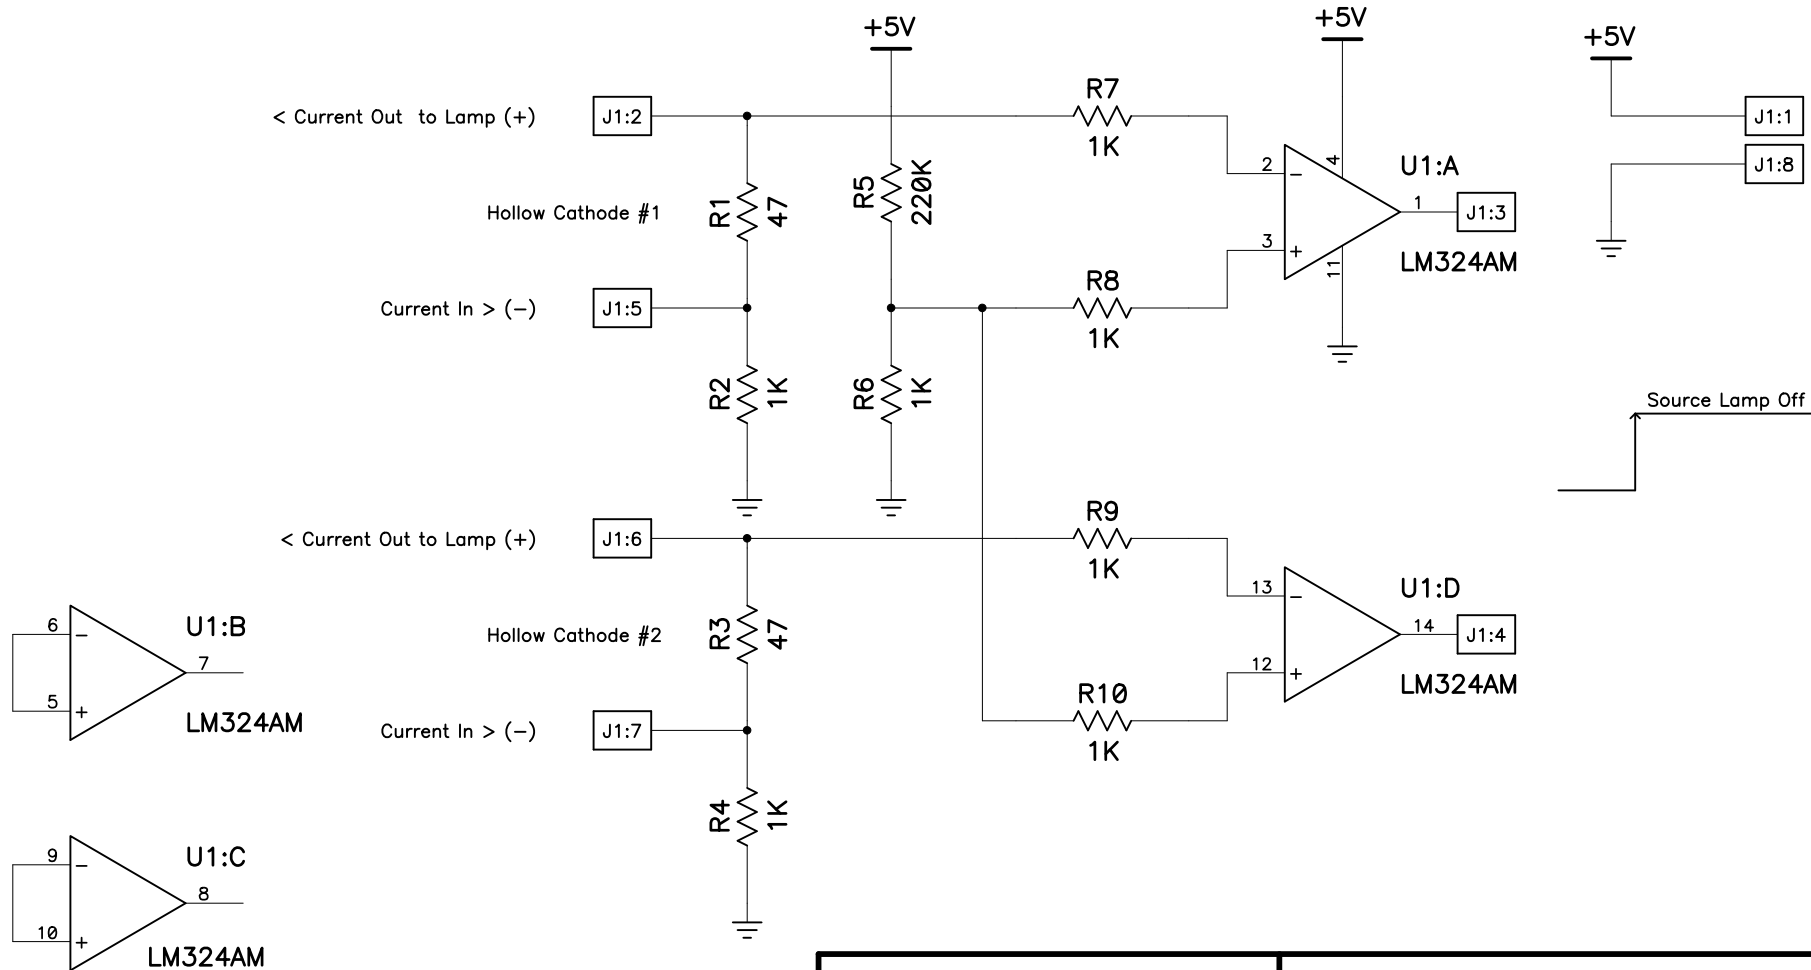 +5V
+5V
+5V
< Current Out to Lamp (+)
J1:2
R7
1K
J1:1
J1:8
Hollow Cathode #1
R1
47
R5
220K
2
−
3
+
4
11
1
U1:A
J1:3
LM324AM
Current In > (−)
J1:5
R8
1K
R2
1K
R6
1K
Source Lamp Off
< Current Out to Lamp (+)
J1:6
R9
1K
6
−
5
+
7
U1:B
LM324AM
Hollow Cathode #2
R3
47
13
−
12
+
14
U1:D
J1:4
LM324AM
Current In > (−)
J1:7
R10
1K
R4
1K
9
−
10
+
8
U1:C
LM324AM